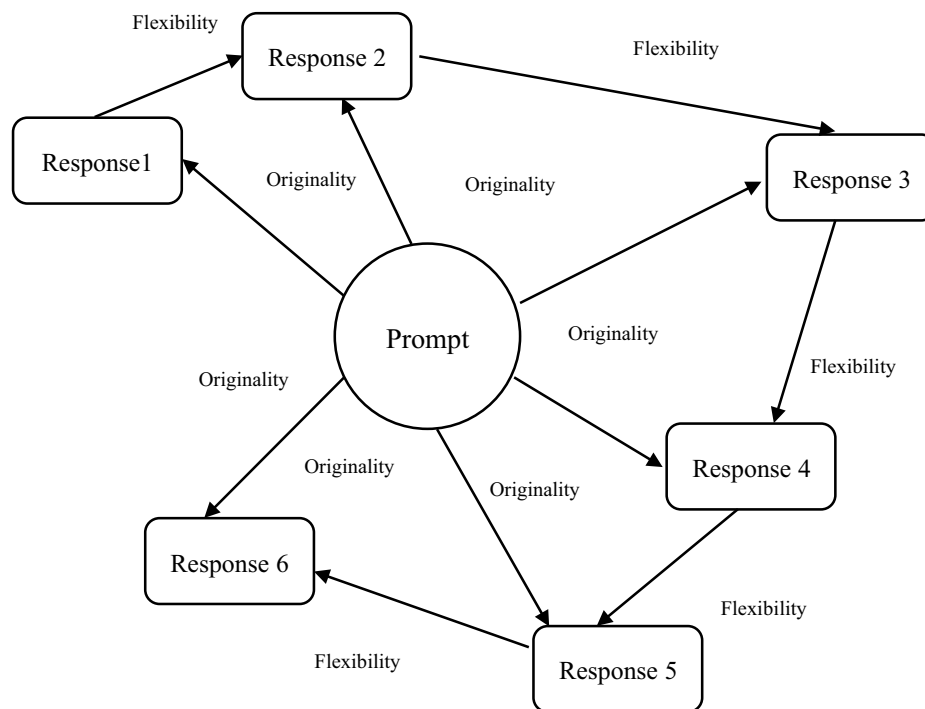 Flexibility
Response 2
Flexibility
Response1
Originality
Originality
Response 3
Prompt
Originality
Flexibility
Originality
Originality
Response 4
Originality
Response 6
Flexibility
Flexibility
Response 5